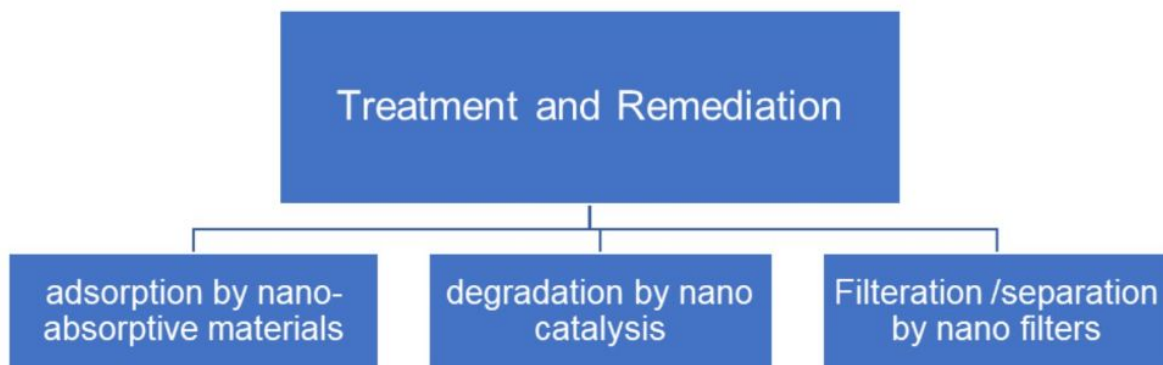 Treatment and Remediation
adsorption by nano-
absorptive materials
degradation by nano
catalysis
Filteration /separation
by nano filters